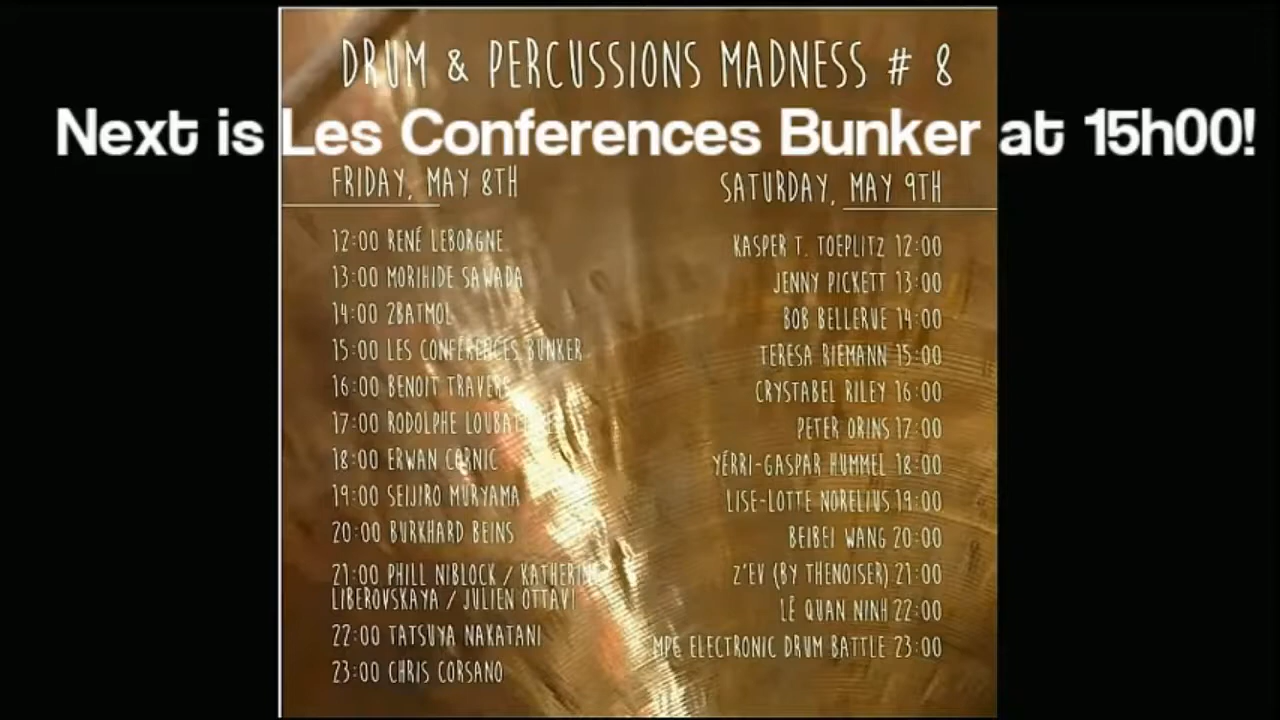 DRUM & PERCUSSIONS MADNESS # 8
Next is Les Conferences Bunker at 15h00!
FRIDAY, MAY 8TH
12:00 RENÉ LEBORGNE
13:00 MORIHIDE SAWADA
14:00 2BATMOL
15:00 LES CONFÉRENCES BUNKER
16:00 BENOIT TRAVERS
17:00 RODOLPHE
18:00 ERWAN CORNIC
19:00 SEIJIRO MURYAMA
20:00 BURKHARD BEINS
21:00 PHILL NIBLOCK / KATHERINE
LIBEROVSKAYA / JULIEN OTTAVI
22:00 TATSUYA NAKATANI
23:00 CHRIS CORSANO
SATURDAY, MAY 9TH
KASPER T. TOEPLITZ 12:00
JENNY PICKETT 13:00
BOB BELLERUE 14:00
TERESA RIEMANN 15:00
CRYSTABEL RILEY 16:00
PETER ORINS 17:00
YÉRRI-GASPAR HUMMEL 18:00
LISE-LOTTE NORELIUS 19:00
BEIBEI WANG 20:00
Z'EV (BY THENOISER) 21:00
LÊ QUAN NINH 22:00
MPE ELECTRONIC DRUM BATTLE 23:00